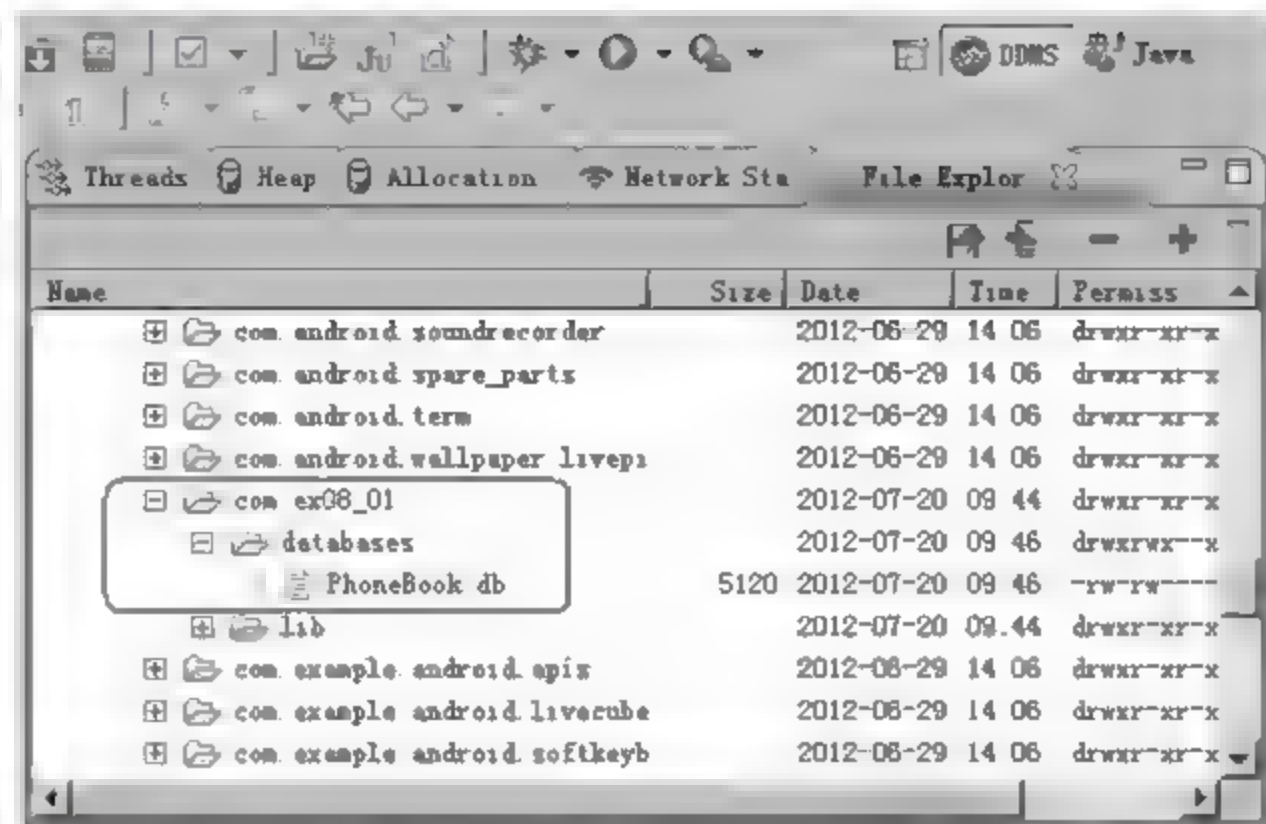 DDMS Java
Threads Heap Allocation Network Sta File Explor
Name Size Date Time Permiss
com.android.soundrecorder 2012-06-29 14:06 drwxr-xr-x
com.android.spare_parts 2012-06-29 14:06 drwxr-xr-x
com.android.term 2012-06-29 14:06 drwxr-xr-x
com.android.wallpaper.livepi 2012-06-29 14:06 drwxr-xr-x
com.ex08_01 2012-07-20 09:44 drwxr-xr-x
databases 2012-07-20 09:46 drwxrwx--x
PhoneBook.db 5120 2012-07-20 09:46 -rw-rw----
lib 2012-07-20 09:44 drwxr-xr-x
com.example.android.apis 2012-06-29 14:06 drwxr-xr-x
com.example.android.livecube 2012-06-29 14:06 drwxr-xr-x
com.example.android.softkeyb 2012-06-29 14:06 drwxr-xr-x